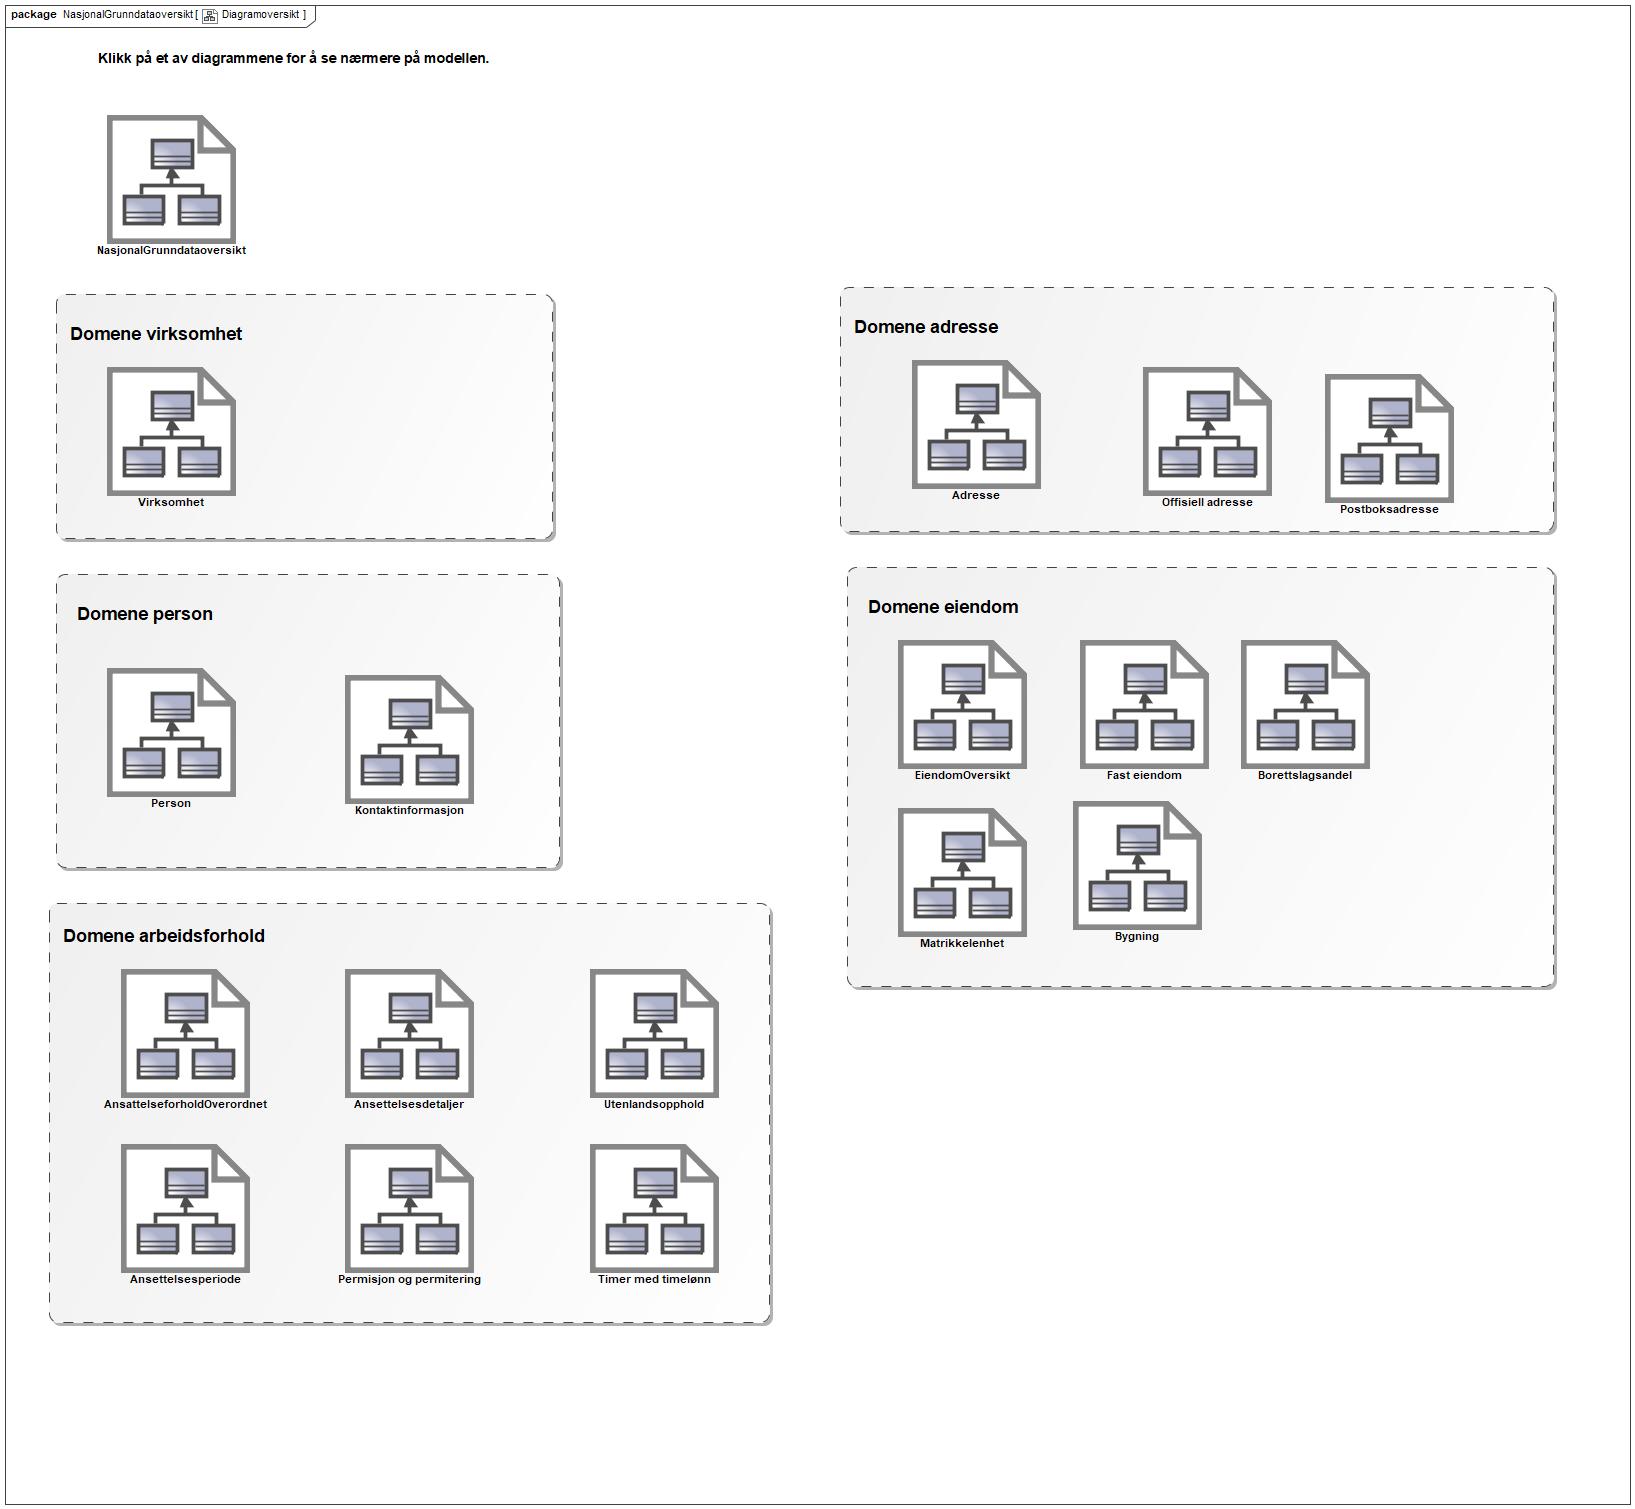 package NasjonalGrunndataoversikt [ Diagramoversikt ]
Klikk på et av diagrammene for å se nærmere på modellen.
NasjonalGrunndataoversikt
Domene virksomhet
Virksomhet
Domene adresse
Adresse
Offisiell adresse
Postboksadresse
Domene person
Person
Kontaktinformasjon
Domene eiendom
EiendomOversikt
Fast eiendom
Borettslagsandel
Matrikkelenhet
Bygning
Domene arbeidsforhold
AnsattelseforholdOverordnet
Ansettelsesdetaljer
Utenlandsopphold
Ansettelsesperiode
Permisjon og permitering
Timer med timelønn